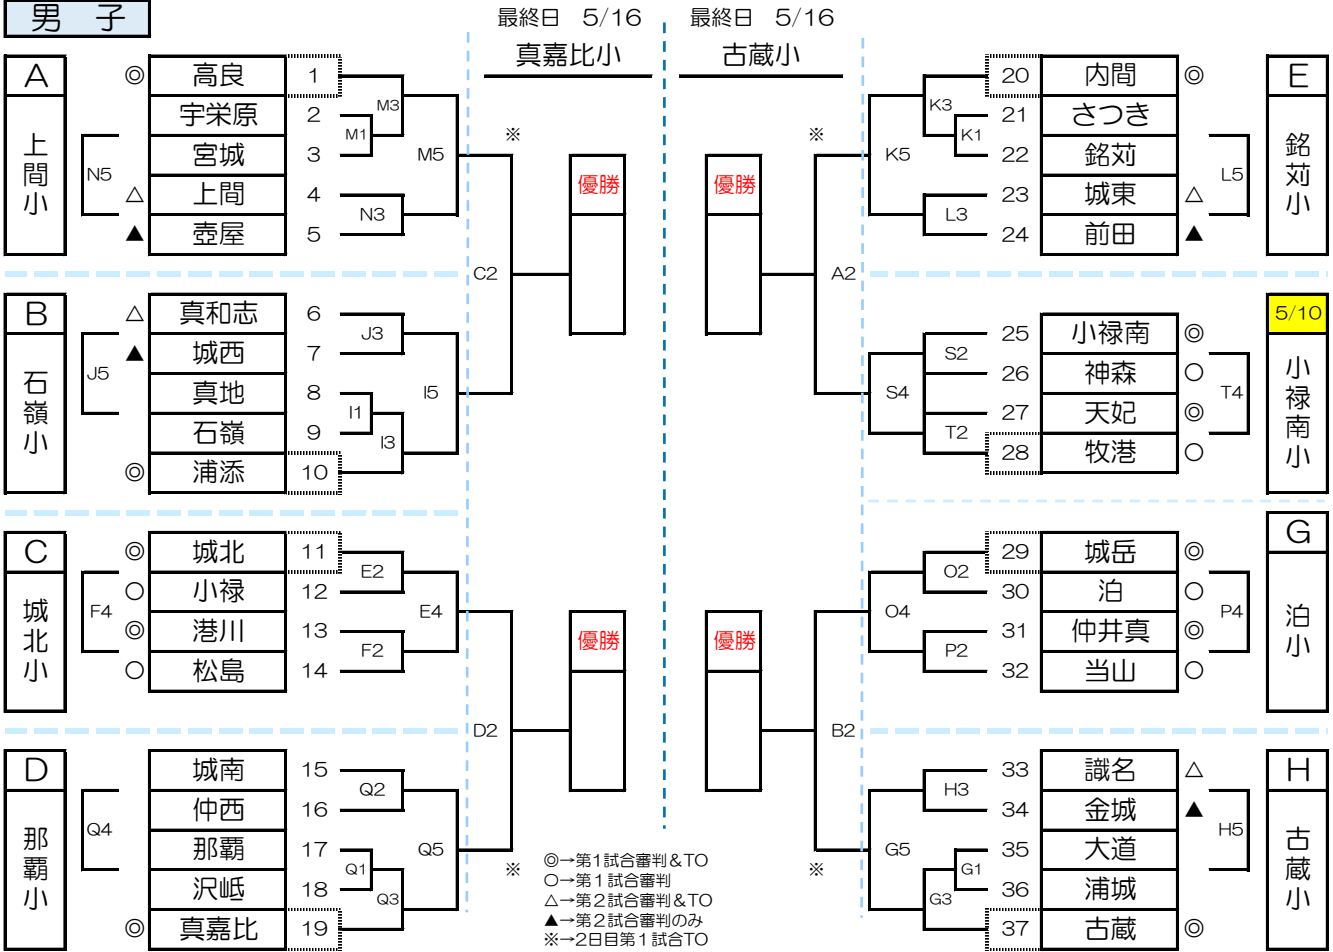 男 子
最終日 5/16
真嘉比小
最終日 5/16
古蔵小
A
上間小
N5
◎ 高良 1
宇栄原 2
宮城 3
△ 上間 4
▲ 壺屋 5
M1
M3
N3
M5
B
石嶺小
J5
△ 真和志 6
▲ 城西 7
真地 8
石嶺 9
◎ 浦添 10
J3
I1
I3
I5
C2
※
優勝
C
城北小
F4
◎ 城北 11
○ 小禄 12
◎ 港川 13
○ 松島 14
E2
F2
E4
D
那覇小
Q4
城南 15
仲西 16
那覇 17
沢岻 18
◎ 真嘉比 19
Q2
Q1
Q3
Q5
D2
※
優勝
E
銘苅小
L5
20 内間 ◎
21 さつき
22 銘苅
23 城東 △
24 前田 ▲
K3
K1
L3
K5
5/10
小禄南小
T4
25 小禄南 ◎
26 神森 ○
27 天妃 ◎
28 牧港 ○
S2
T2
S4
A2
※
優勝
G
泊小
P4
29 城岳 ◎
30 泊 ○
31 仲井真 ◎
32 当山 ○
O2
P2
O4
H
古蔵小
H5
33 識名 △
34 金城 ▲
35 大道
36 浦城
37 古蔵 ◎
H3
G1
G3
G5
B2
※
優勝
◎→第1試合審判&TO
○→第1試合審判
△→第2試合審判&TO
▲→第2試合審判のみ
※→2日目第1試合TO